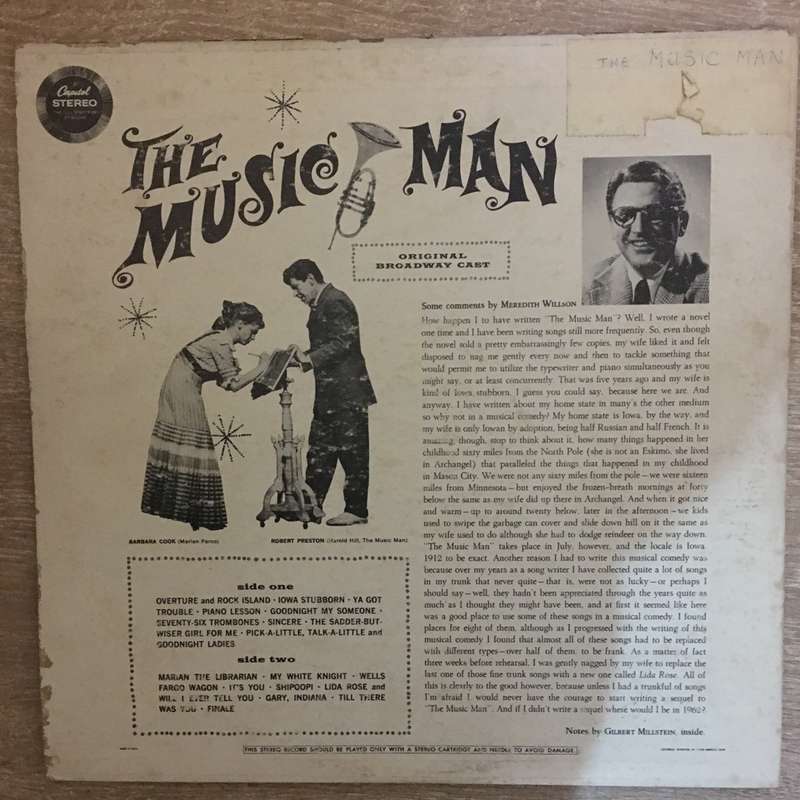 THE MUSIC MAN
Capitol
STEREO
THE MUSIC MAN
ORIGINAL
BROADWAY CAST
Some comments by MEREDITH WILLSON
How happen I to have written "The Music Man"? Well, I wrote a novel
one time and I have been writing songs still more frequently. So, even though
the novel sold a pretty embarrassingly few copies, my wife liked it and felt
disposed to nag me gently every now and then to tackle something that
would permit me to utilize the typewriter and piano simultaneously as you
might say, or at least concurrently. That was five years ago and my wife is
kind of Iowa stubborn, I guess you could say, because here we are. And
anyway, I have written about my home state in many's the other medium
so why not in a musical comedy? My home state is Iowa, by the way, and
my wife is only Iowan by adoption, being half Russian and half French. It is
amazing, though, stop to think about it, how many things happened in her
childhood sixty miles from the North Pole (she is not an Eskimo, she lived
in Archangel) that paralleled the things that happened in my childhood
in Mason City. We were not any sixty miles from the pole—we were sixteen
miles from Minnesota—but enjoyed the frozen-breath mornings at forty
below the same as my wife did up there in Archangel. And when it got nice
and warm—up to around twenty below, later in the afternoon—we kids
used to swipe the garbage can cover and slide down hill on it the same as
my wife used to do although she had to dodge reindeer on the way down.
"The Music Man" takes place in July, however, and the locale is Iowa,
1912 to be exact. Another reason I had to write this musical comedy was
because over my years as a song writer I have collected quite a lot of songs
in my trunk that never quite—that is, were not as lucky—or perhaps I
should say—well, they hadn't been appreciated through the years quite as
much as I thought they might have been, and at first it seemed like here
was a good place to use some of these songs in a musical comedy. I found
places for eight of them, although as I progressed with the writing of this
musical comedy I found that almost all of these songs had to be replaced
with different types—over half of them, to be frank. As a matter of fact
three weeks before rehearsal, I was gently nagged by my wife to replace the
last one of those fine trunk songs with a new one called Lida Rose. All of
this is clearly to the good however, because unless I had a trunkful of songs
I'm afraid I would never have the courage to start writing a sequel to
"The Music Man". And if I didn't write a sequel where would I be in 1962?
Notes by GILBERT MILLSTEIN, inside.
BARBARA COOK (Marian Paroo) ROBERT PRESTON (Harold Hill, The Music Man)
side one
OVERTURE and ROCK ISLAND · IOWA STUBBORN · YA GOT
TROUBLE · PIANO LESSON · GOODNIGHT MY SOMEONE ·
SEVENTY-SIX TROMBONES · SINCERE · THE SADDER-BUT-
WISER GIRL FOR ME · PICK-A-LITTLE, TALK-A-LITTLE and
GOODNIGHT LADIES
side two
MARIAN THE LIBRARIAN · MY WHITE KNIGHT · WELLS
FARGO WAGON · IT'S YOU · SHIPOOPI · LIDA ROSE and
WILL I EVER TELL YOU · GARY, INDIANA · TILL THERE
WAS YOU · FINALE
THIS STEREO RECORD SHOULD BE PLAYED ONLY WITH A STEREO CARTRIDGE AND NEEDLE TO AVOID DAMAGE.